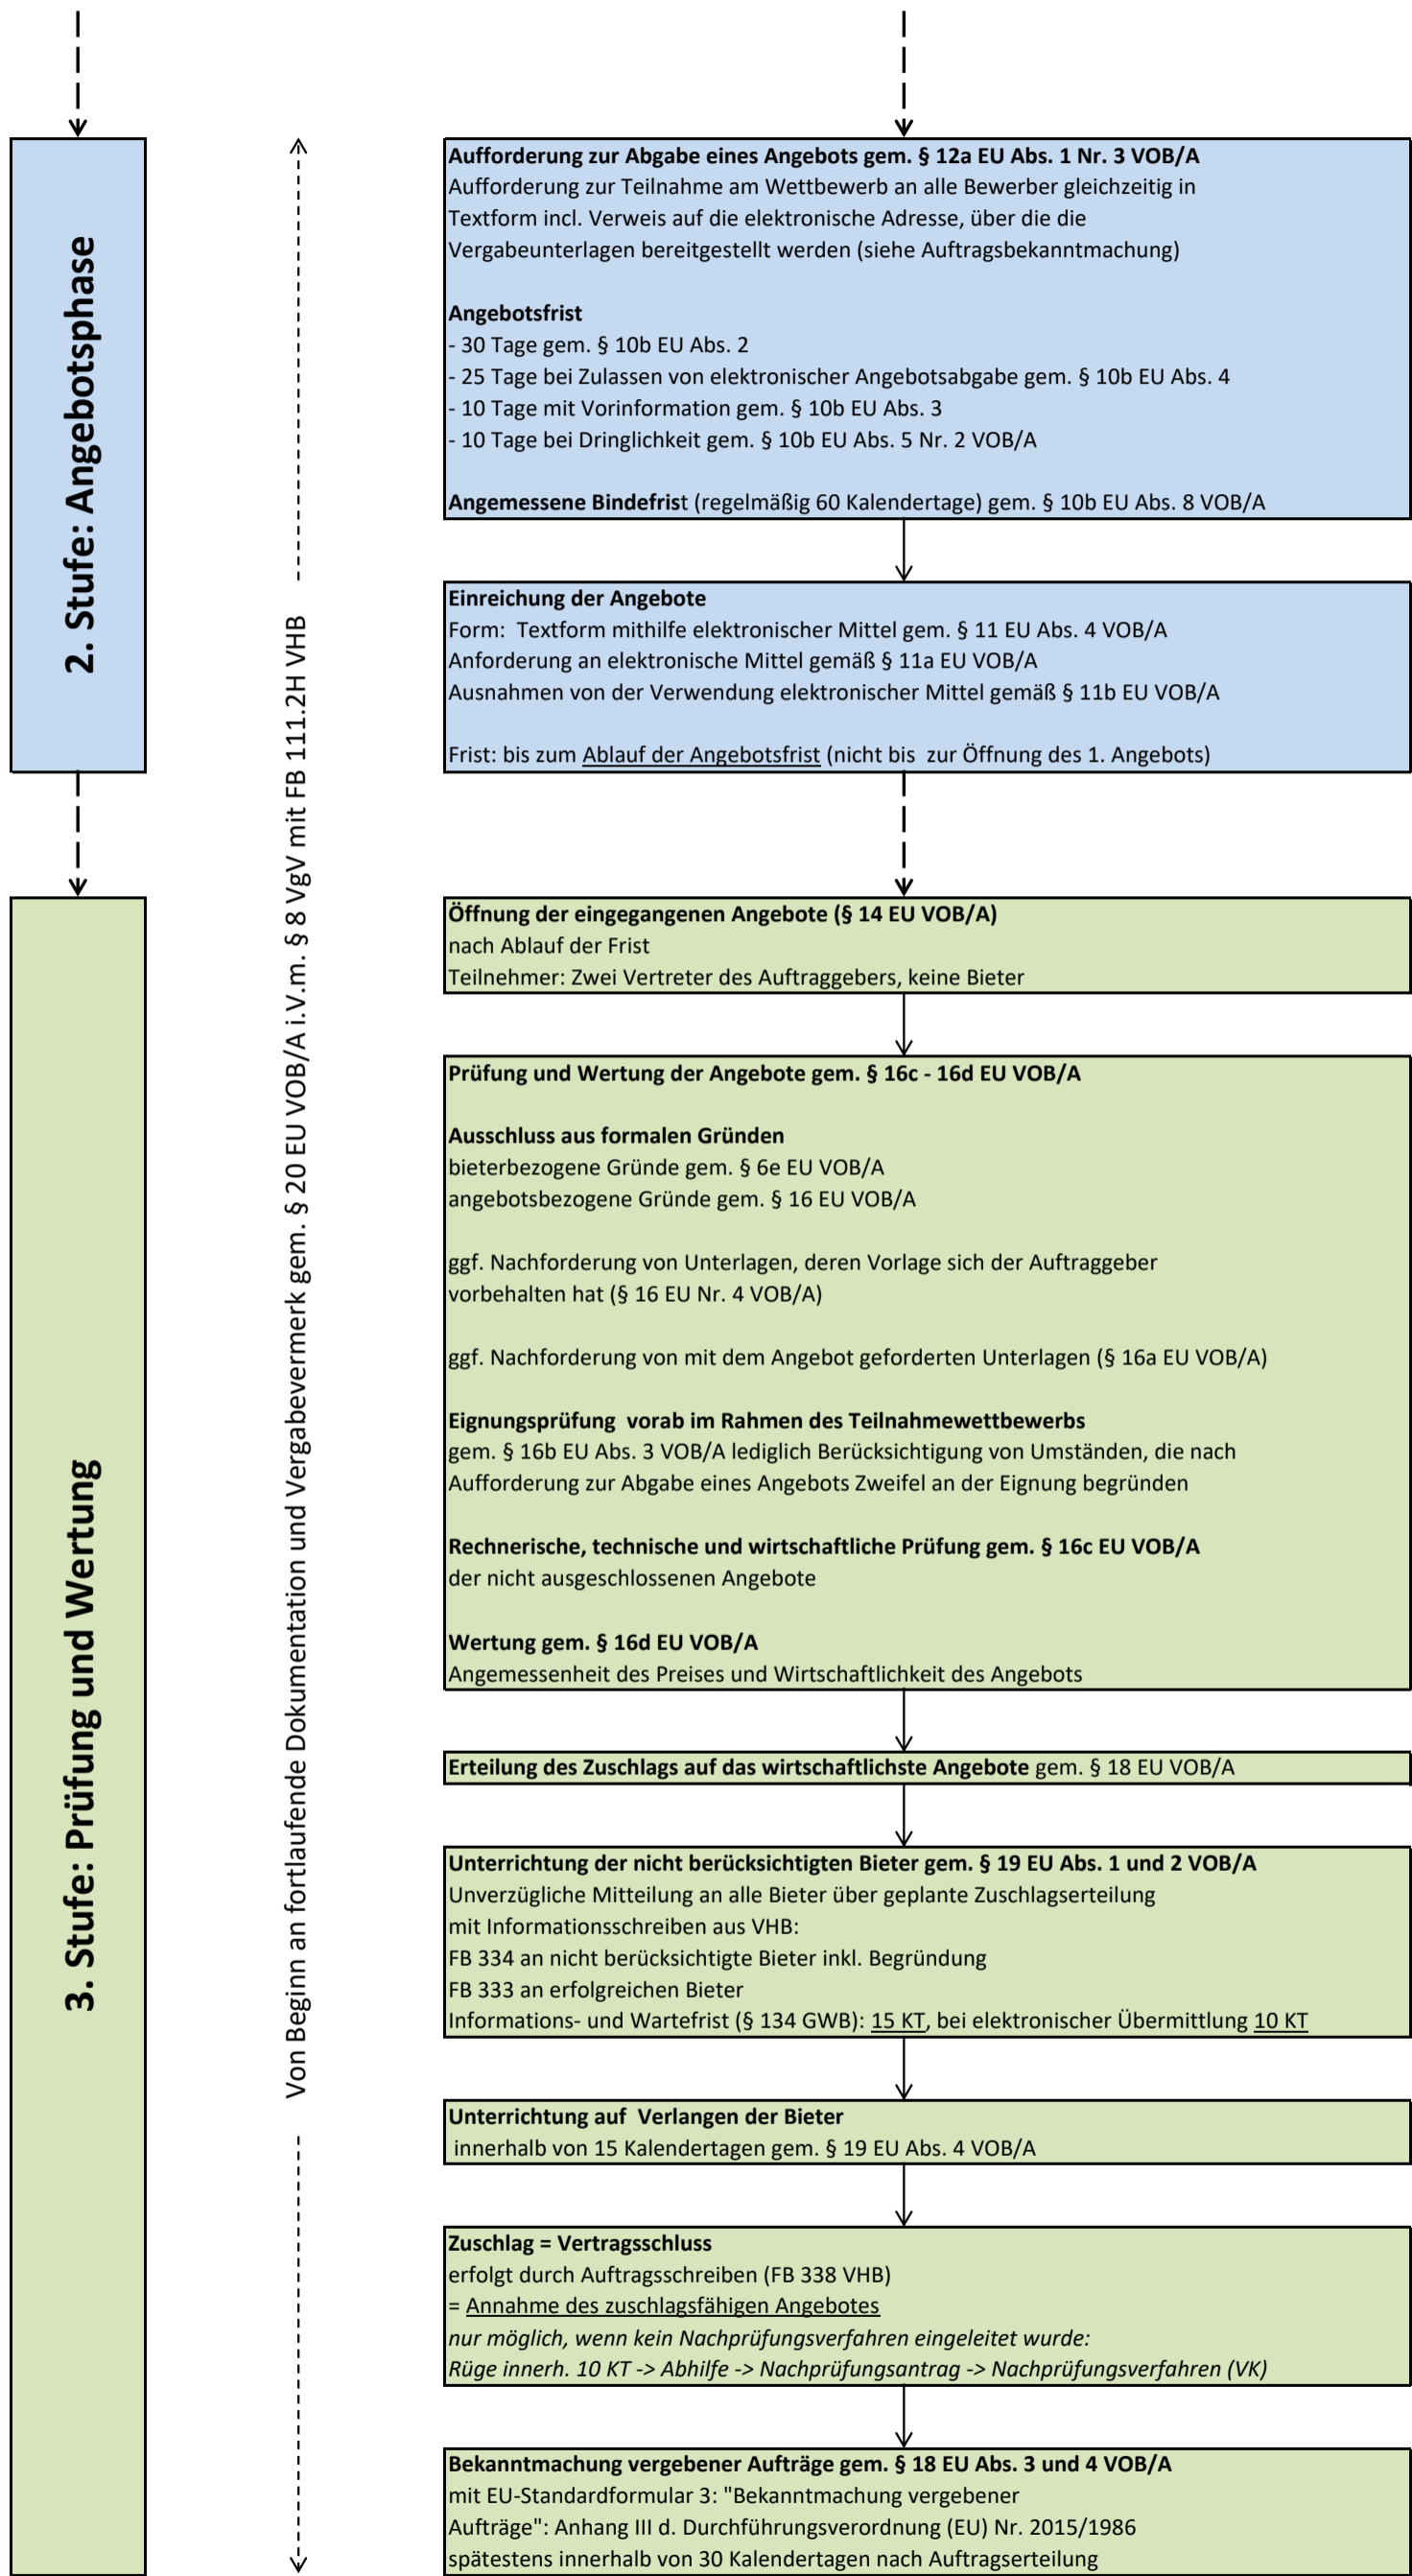 2. Stufe: Angebotsphase
Aufforderung zur Abgabe eines Angebots gem. § 12a EU Abs. 1 Nr. 3 VOB/A
Aufforderung zur Teilnahme am Wettbewerb an alle Bewerber gleichzeitig in
Textform incl. Verweis auf die elektronische Adresse, über die die
Vergabeunterlagen bereitgestellt werden (siehe Auftragsbekanntmachung)
Angebotsfrist
- 30 Tage gem. § 10b EU Abs. 2
- 25 Tage bei Zulassen von elektronischer Angebotsabgabe gem. § 10b EU Abs. 4
- 10 Tage mit Vorinformation gem. § 10b EU Abs. 3
- 10 Tage bei Dringlichkeit gem. § 10b EU Abs. 5 Nr. 2 VOB/A
Angemessene Bindefrist (regelmäßig 60 Kalendertage) gem. § 10b EU Abs. 8 VOB/A
Einreichung der Angebote
Form:  Textform mithilfe elektronischer Mittel gem. § 11 EU Abs. 4 VOB/A
Anforderung an elektronische Mittel gemäß § 11a EU VOB/A
Ausnahmen von der Verwendung elektronischer Mittel gemäß § 11b EU VOB/A
Frist: bis zum Ablauf der Angebotsfrist (nicht bis  zur Öffnung des 1. Angebots)
Von Beginn an fortlaufende Dokumentation und Vergabevermerk gem. § 20 EU VOB/A i.V.m. § 8 VgV mit FB 111.2H VHB
3. Stufe: Prüfung und Wertung
Öffnung der eingegangenen Angebote (§ 14 EU VOB/A)
nach Ablauf der Frist
Teilnehmer: Zwei Vertreter des Auftraggebers, keine Bieter
Prüfung und Wertung der Angebote gem. § 16c - 16d EU VOB/A
Ausschluss aus formalen Gründen
bieterbezogene Gründe gem. § 6e EU VOB/A
angebotsbezogene Gründe gem. § 16 EU VOB/A
ggf. Nachforderung von Unterlagen, deren Vorlage sich der Auftraggeber
vorbehalten hat (§ 16 EU Nr. 4 VOB/A)
ggf. Nachforderung von mit dem Angebot geforderten Unterlagen (§ 16a EU VOB/A)
Eignungsprüfung  vorab im Rahmen des Teilnahmewettbewerbs
gem. § 16b EU Abs. 3 VOB/A lediglich Berücksichtigung von Umständen, die nach
Aufforderung zur Abgabe eines Angebots Zweifel an der Eignung begründen
Rechnerische, technische und wirtschaftliche Prüfung gem. § 16c EU VOB/A
der nicht ausgeschlossenen Angebote
Wertung gem. § 16d EU VOB/A
Angemessenheit des Preises und Wirtschaftlichkeit des Angebots
Erteilung des Zuschlags auf das wirtschaftlichste Angebote gem. § 18 EU VOB/A
Unterrichtung der nicht berücksichtigten Bieter gem. § 19 EU Abs. 1 und 2 VOB/A
Unverzügliche Mitteilung an alle Bieter über geplante Zuschlagserteilung
mit Informationsschreiben aus VHB:
FB 334 an nicht berücksichtigte Bieter inkl. Begründung
FB 333 an erfolgreichen Bieter
Informations- und Wartefrist (§ 134 GWB): 15 KT, bei elektronischer Übermittlung 10 KT
Unterrichtung auf  Verlangen der Bieter
innerhalb von 15 Kalendertagen gem. § 19 EU Abs. 4 VOB/A
Zuschlag = Vertragsschluss
erfolgt durch Auftragsschreiben (FB 338 VHB)
= Annahme des zuschlagsfähigen Angebotes
nur möglich, wenn kein Nachprüfungsverfahren eingeleitet wurde:
Rüge innerh. 10 KT -> Abhilfe -> Nachprüfungsantrag -> Nachprüfungsverfahren (VK)
Bekanntmachung vergebener Aufträge gem. § 18 EU Abs. 3 und 4 VOB/A
mit EU-Standardformular 3: "Bekanntmachung vergebener
Aufträge": Anhang III d. Durchführungsverordnung (EU) Nr. 2015/1986
spätestens innerhalb von 30 Kalendertagen nach Auftragserteilung